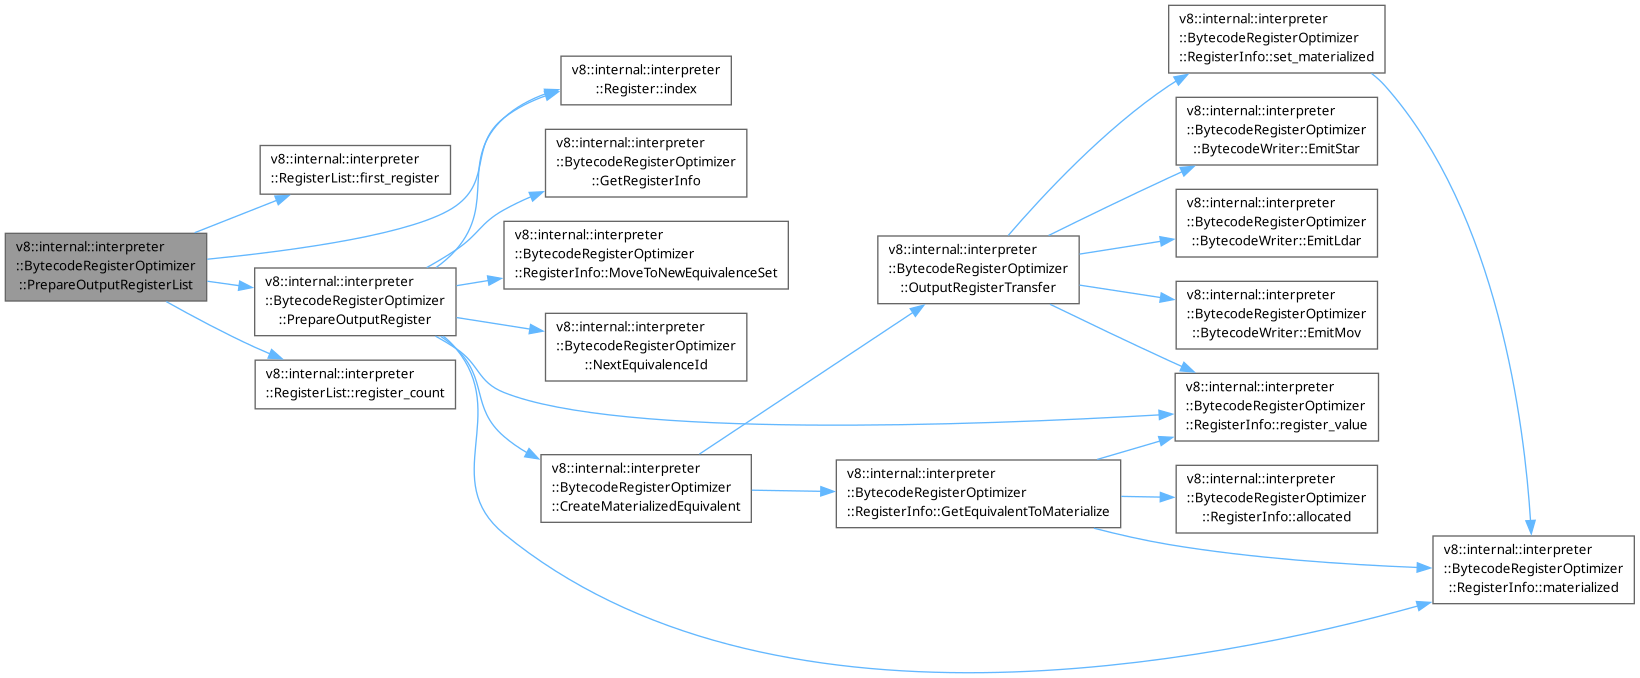 v8::internal::interpreter
::BytecodeRegisterOptimizer
::PrepareOutputRegisterList
v8::internal::interpreter
::RegisterList::first_register
v8::internal::interpreter
::BytecodeRegisterOptimizer
::PrepareOutputRegister
v8::internal::interpreter
::RegisterList::register_count
v8::internal::interpreter
::Register::index
v8::internal::interpreter
::BytecodeRegisterOptimizer
::GetRegisterInfo
v8::internal::interpreter
::BytecodeRegisterOptimizer
::RegisterInfo::MoveToNewEquivalenceSet
v8::internal::interpreter
::BytecodeRegisterOptimizer
::NextEquivalenceId
v8::internal::interpreter
::BytecodeRegisterOptimizer
::CreateMaterializedEquivalent
v8::internal::interpreter
::BytecodeRegisterOptimizer
::OutputRegisterTransfer
v8::internal::interpreter
::BytecodeRegisterOptimizer
::RegisterInfo::GetEquivalentToMaterialize
v8::internal::interpreter
::BytecodeRegisterOptimizer
::RegisterInfo::set_materialized
v8::internal::interpreter
::BytecodeRegisterOptimizer
::BytecodeWriter::EmitStar
v8::internal::interpreter
::BytecodeRegisterOptimizer
::BytecodeWriter::EmitLdar
v8::internal::interpreter
::BytecodeRegisterOptimizer
::BytecodeWriter::EmitMov
v8::internal::interpreter
::BytecodeRegisterOptimizer
::RegisterInfo::register_value
v8::internal::interpreter
::BytecodeRegisterOptimizer
::RegisterInfo::allocated
v8::internal::interpreter
::BytecodeRegisterOptimizer
::RegisterInfo::materialized